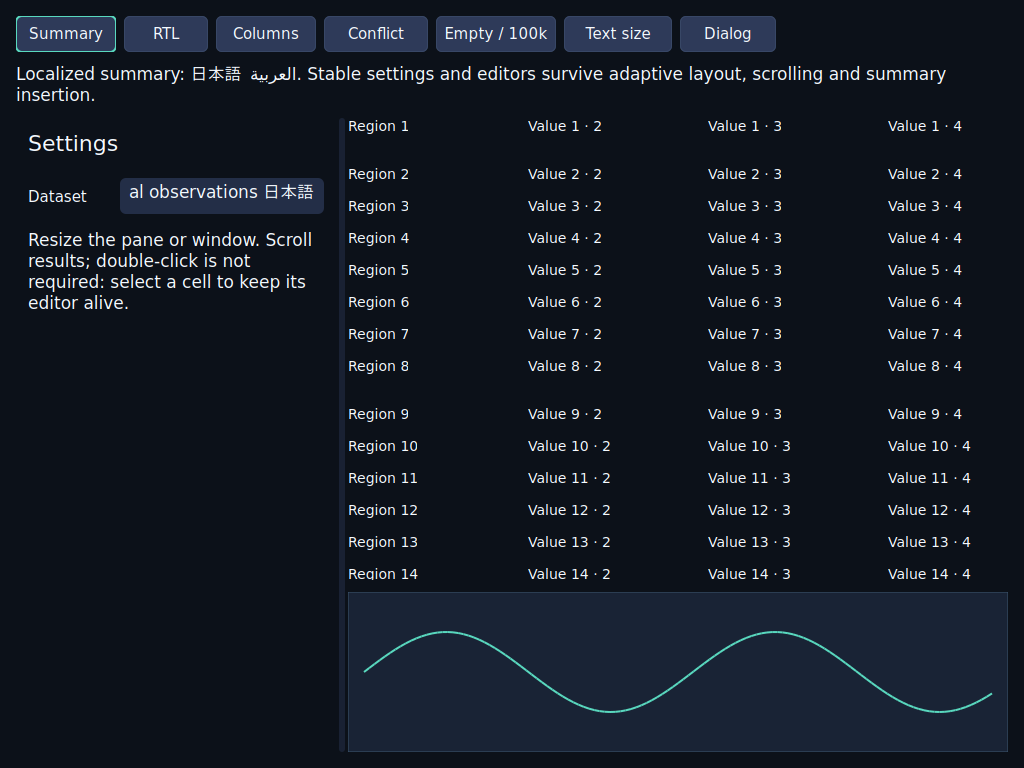 Summary RTL Columns Conflict Empty / 100k Text size Dialog
Localized summary: 日本語 العربية. Stable settings and editors survive adaptive layout, scrolling and summary
insertion.
Settings
Dataset al observations 日本語
Resize the pane or window. Scroll
results; double-click is not
required: select a cell to keep its
editor alive.
Region 1 Value 1 · 2 Value 1 · 3 Value 1 · 4
Region 2 Value 2 · 2 Value 2 · 3 Value 2 · 4
Region 3 Value 3 · 2 Value 3 · 3 Value 3 · 4
Region 4 Value 4 · 2 Value 4 · 3 Value 4 · 4
Region 5 Value 5 · 2 Value 5 · 3 Value 5 · 4
Region 6 Value 6 · 2 Value 6 · 3 Value 6 · 4
Region 7 Value 7 · 2 Value 7 · 3 Value 7 · 4
Region 8 Value 8 · 2 Value 8 · 3 Value 8 · 4
Region 9 Value 9 · 2 Value 9 · 3 Value 9 · 4
Region 10 Value 10 · 2 Value 10 · 3 Value 10 · 4
Region 11 Value 11 · 2 Value 11 · 3 Value 11 · 4
Region 12 Value 12 · 2 Value 12 · 3 Value 12 · 4
Region 13 Value 13 · 2 Value 13 · 3 Value 13 · 4
Region 14 Value 14 · 2 Value 14 · 3 Value 14 · 4